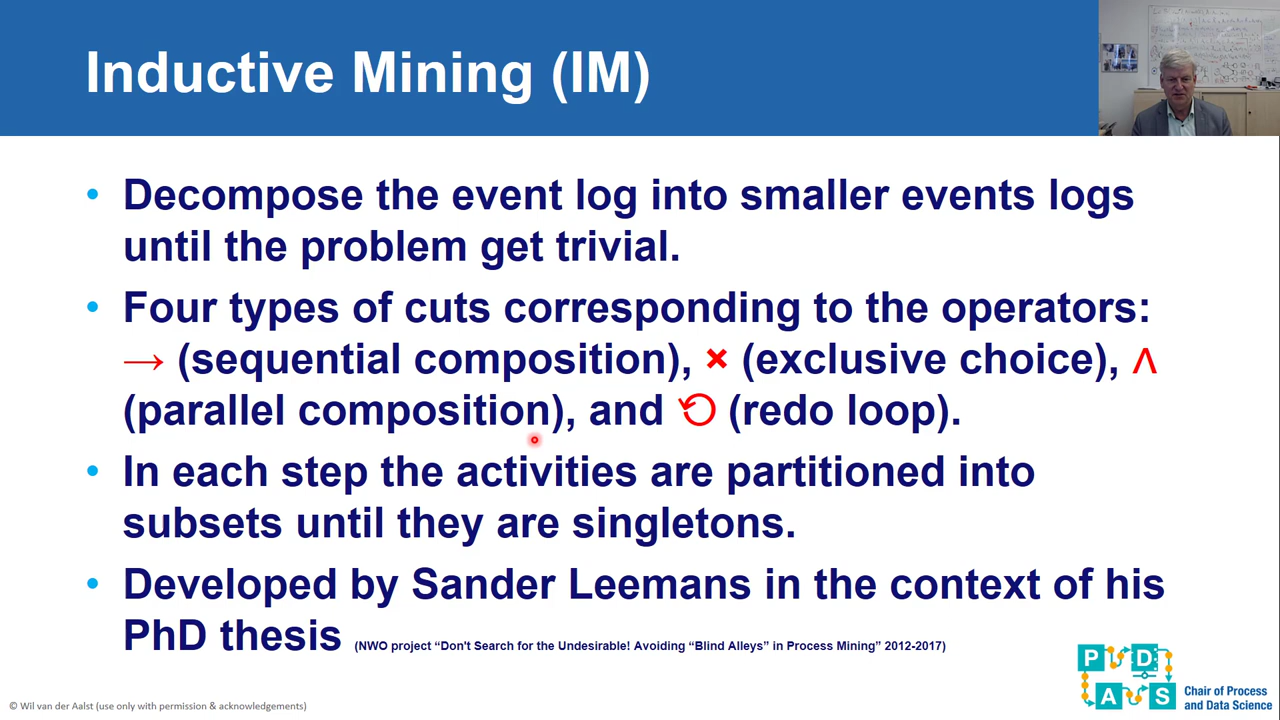 Inductive Mining (IM)
• Decompose the event log into smaller events logs
until the problem get trivial.
• Four types of cuts corresponding to the operators:
→ (sequential composition), × (exclusive choice), ∧
(parallel composition), and ↺ (redo loop).
• In each step the activities are partitioned into
subsets until they are singletons.
• Developed by Sander Leemans in the context of his
PhD thesis (NWO project “Don't Search for the Undesirable! Avoiding “Blind Alleys” in Process Mining” 2012-2017)
P D
A S
Chair of Process
and Data Science
© Wil van der Aalst (use only with permission & acknowledgements)